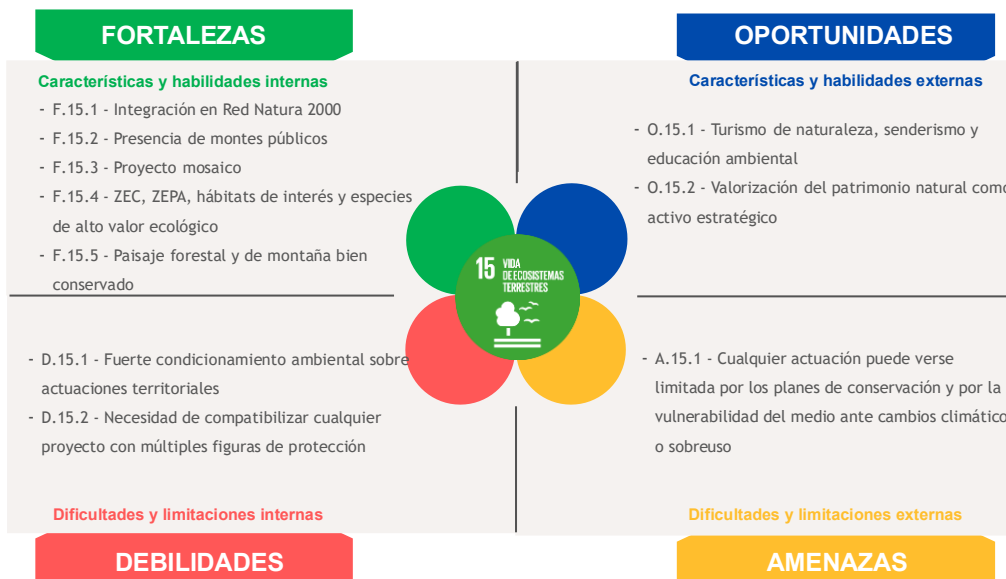 FORTALEZAS
Características y habilidades internas
- F.15.1 - Integración en Red Natura 2000
- F.15.2 - Presencia de montes públicos
- F.15.3 - Proyecto mosaico
- F.15.4 - ZEC, ZEPA, hábitats de interés y especies
de alto valor ecológico
- F.15.5 - Paisaje forestal y de montaña bien
conservado
OPORTUNIDADES
Características y habilidades externas
- O.15.1 - Turismo de naturaleza, senderismo y
educación ambiental
- O.15.2 - Valorización del patrimonio natural como
activo estratégico
15 VIDA
DE ECOSISTEMAS
TERRESTRES
- D.15.1 - Fuerte condicionamiento ambiental sobre
actuaciones territoriales
- D.15.2 - Necesidad de compatibilizar cualquier
proyecto con múltiples figuras de protección
Dificultades y limitaciones internas
DEBILIDADES
- A.15.1 - Cualquier actuación puede verse
limitada por los planes de conservación y por la
vulnerabilidad del medio ante cambios climático
o sobreuso
Dificultades y limitaciones externas
AMENAZAS